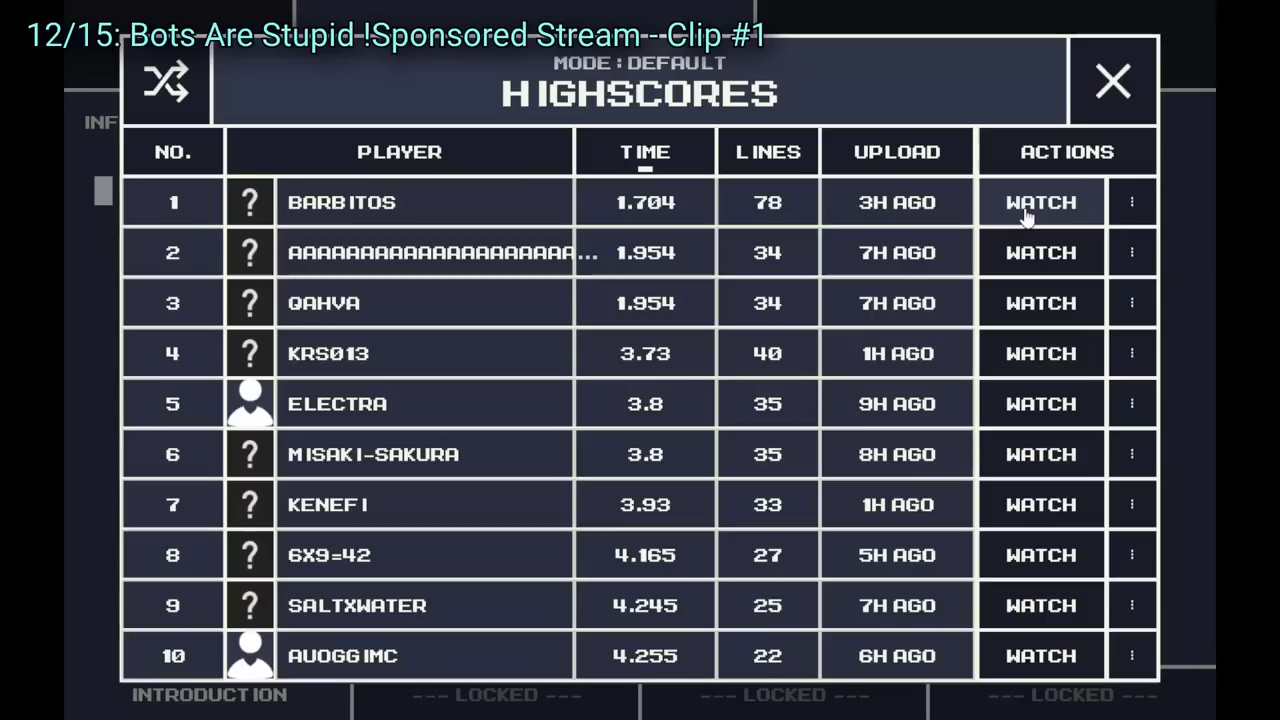 12/15: Bots Are Stupid !Sponsored Stream - Clip #1
MODE:DEFAULT
HIGHSCORES
INF
NO. PLAYER TIME LINES UPLOAD ACTIONS
1 ? BARBITOS 1.704 78 3H AGO WATCH
2 ? AAAAAAAAAAAAAAAAAAAAA... 1.954 34 7H AGO WATCH
3 ? QAHVA 1.954 34 7H AGO WATCH
4 ? KRS013 3.73 40 1H AGO WATCH
5 ELECTRA 3.8 35 9H AGO WATCH
6 ? MISAKI-SAKURA 3.8 35 8H AGO WATCH
7 ? KENEFI 3.93 33 1H AGO WATCH
8 ? 6X9=42 4.165 27 5H AGO WATCH
9 ? SALTXWATER 4.245 25 7H AGO WATCH
10 AUOGGIMC 4.255 22 6H AGO WATCH
INTRODUCTION --- LOCKED --- --- LOCKED --- --- LOCKED ---